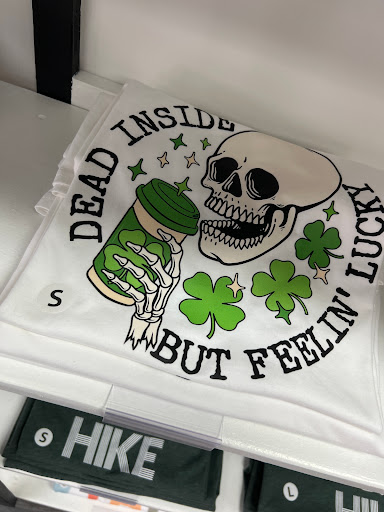 DEAD INSIDE
BUT FEELIN' LUCKY
S
S
HIKE
L